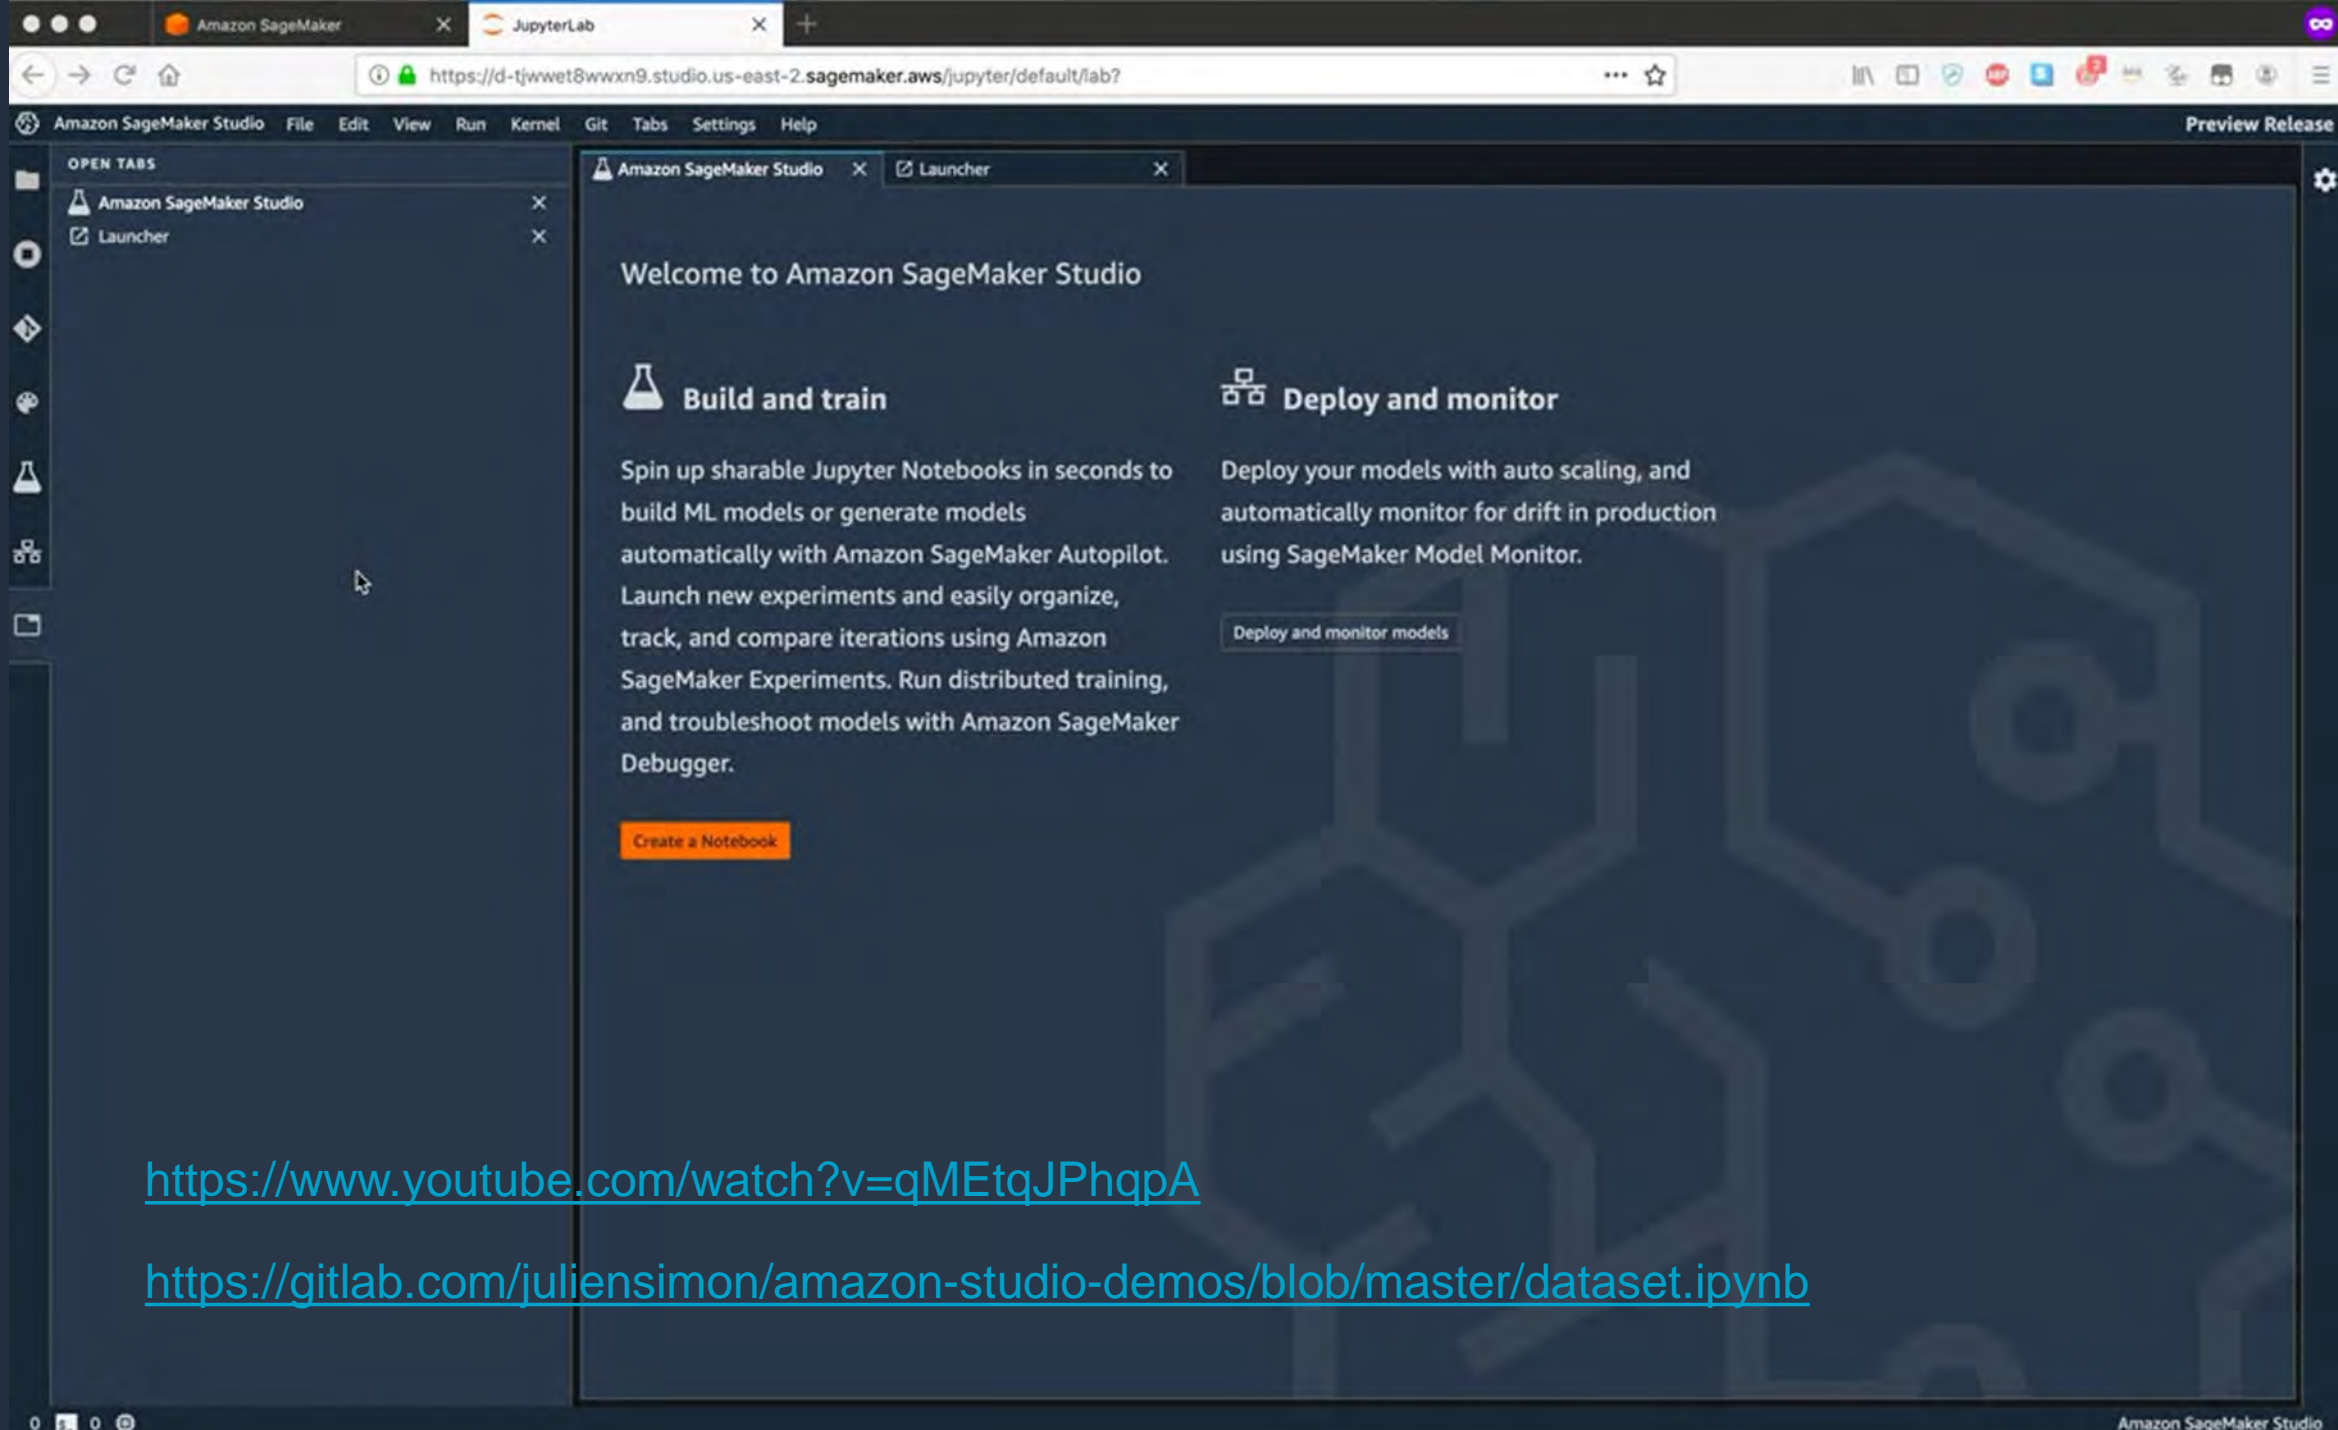 Amazon SageMaker
JupyterLab
https://d-tjwwet8wwxn9.studio.us-east-2.sagemaker.aws/jupyter/default/lab?
Amazon SageMaker Studio File Edit View Run Kernel Git Tabs Settings Help
Preview Release
OPEN TABS
Amazon SageMaker Studio
Launcher
Amazon SageMaker Studio
Launcher
Welcome to Amazon SageMaker Studio
Build and train
Spin up sharable Jupyter Notebooks in seconds to
build ML models or generate models
automatically with Amazon SageMaker Autopilot.
Launch new experiments and easily organize,
track, and compare iterations using Amazon
SageMaker Experiments. Run distributed training,
and troubleshoot models with Amazon SageMaker
Debugger.
Create a Notebook
Deploy and monitor
Deploy your models with auto scaling, and
automatically monitor for drift in production
using SageMaker Model Monitor.
Deploy and monitor models
https://www.youtube.com/watch?v=qMEtqJPhqpA
https://gitlab.com/juliensimon/amazon-studio-demos/blob/master/dataset.ipynb
0 0
Amazon SageMaker Studio